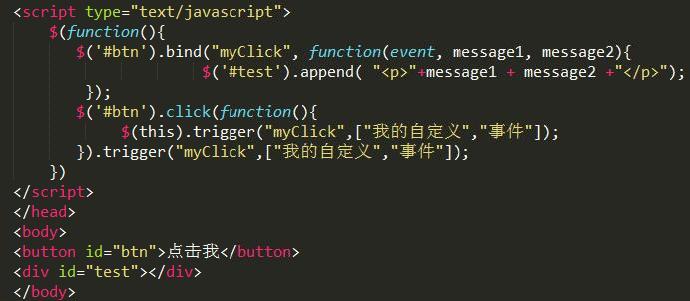 <script type="text/javascript">
$(function(){
$('#btn').bind("myClick", function(event, message1, message2){
$('#test').append( "<p>"+message1 + message2 +"</p>");
});
$('#btn').click(function(){
$(this).trigger("myClick",["我的自定义","事件"]);
}).trigger("myClick",["我的自定义","事件"]);
})
</script>
</head>
<body>
<button id="btn">点击我</button>
<div id="test"></div>
</body>